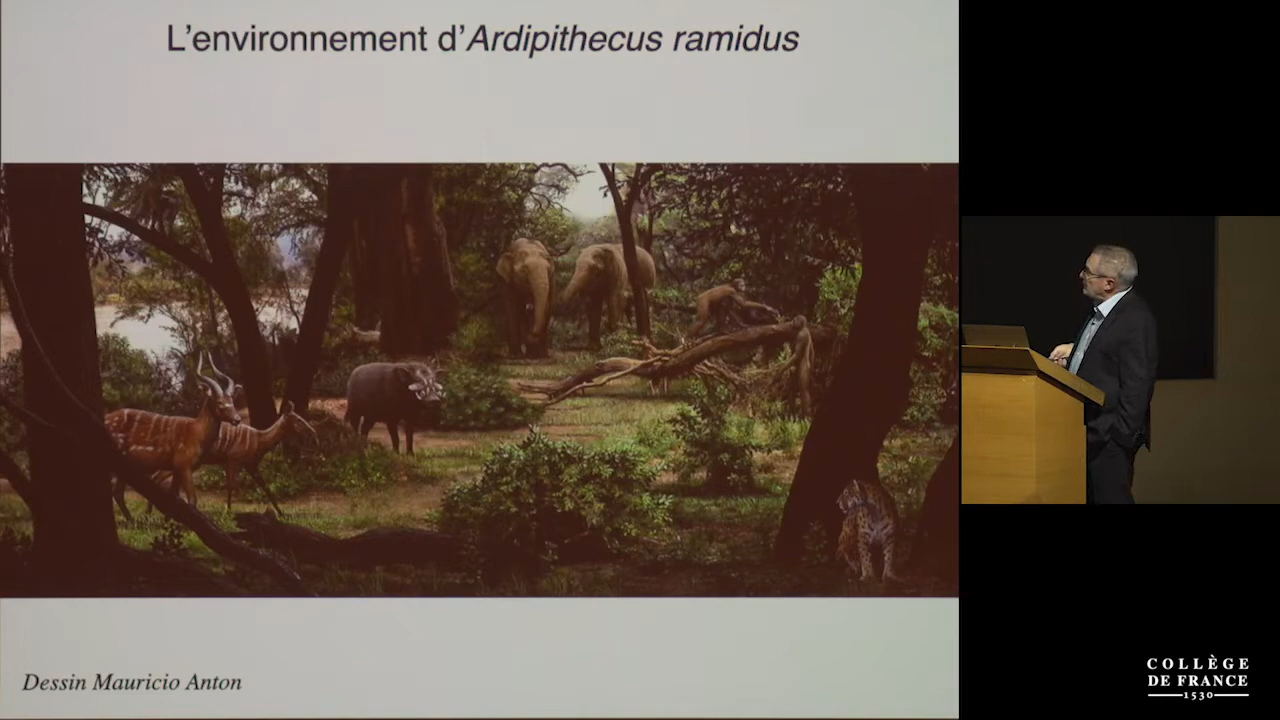 L'environnement d'Ardipithecus ramidus
Dessin Mauricio Anton
COLLÈGE
DE FRANCE
1530